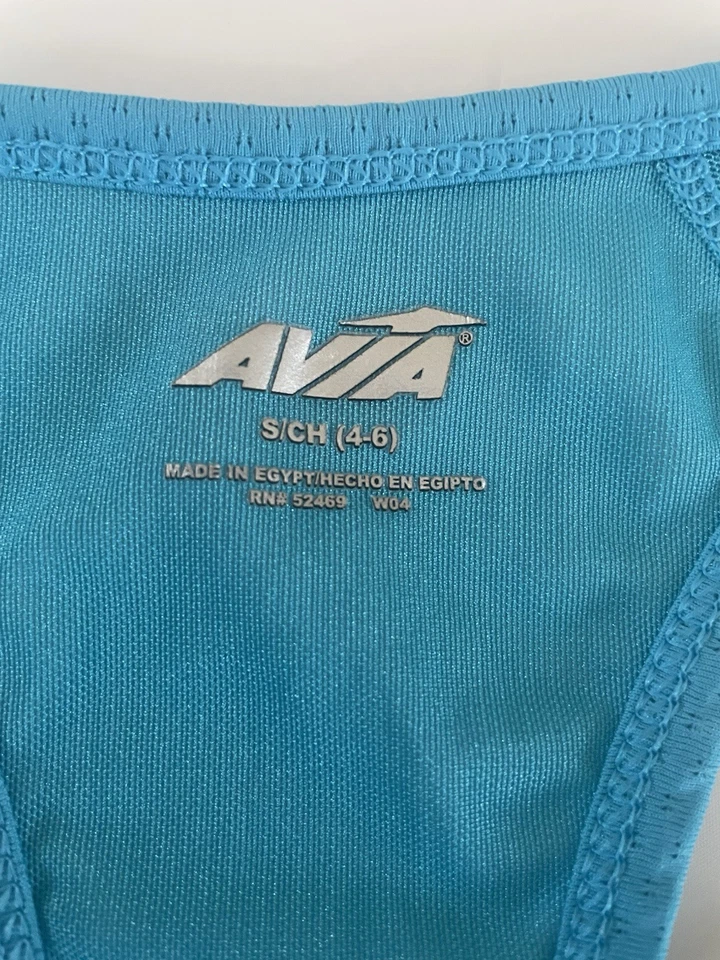 AVIA®
S/CH (4-6)
MADE IN EGYPT/HECHO EN EGIPTO
RN# 52469 W04